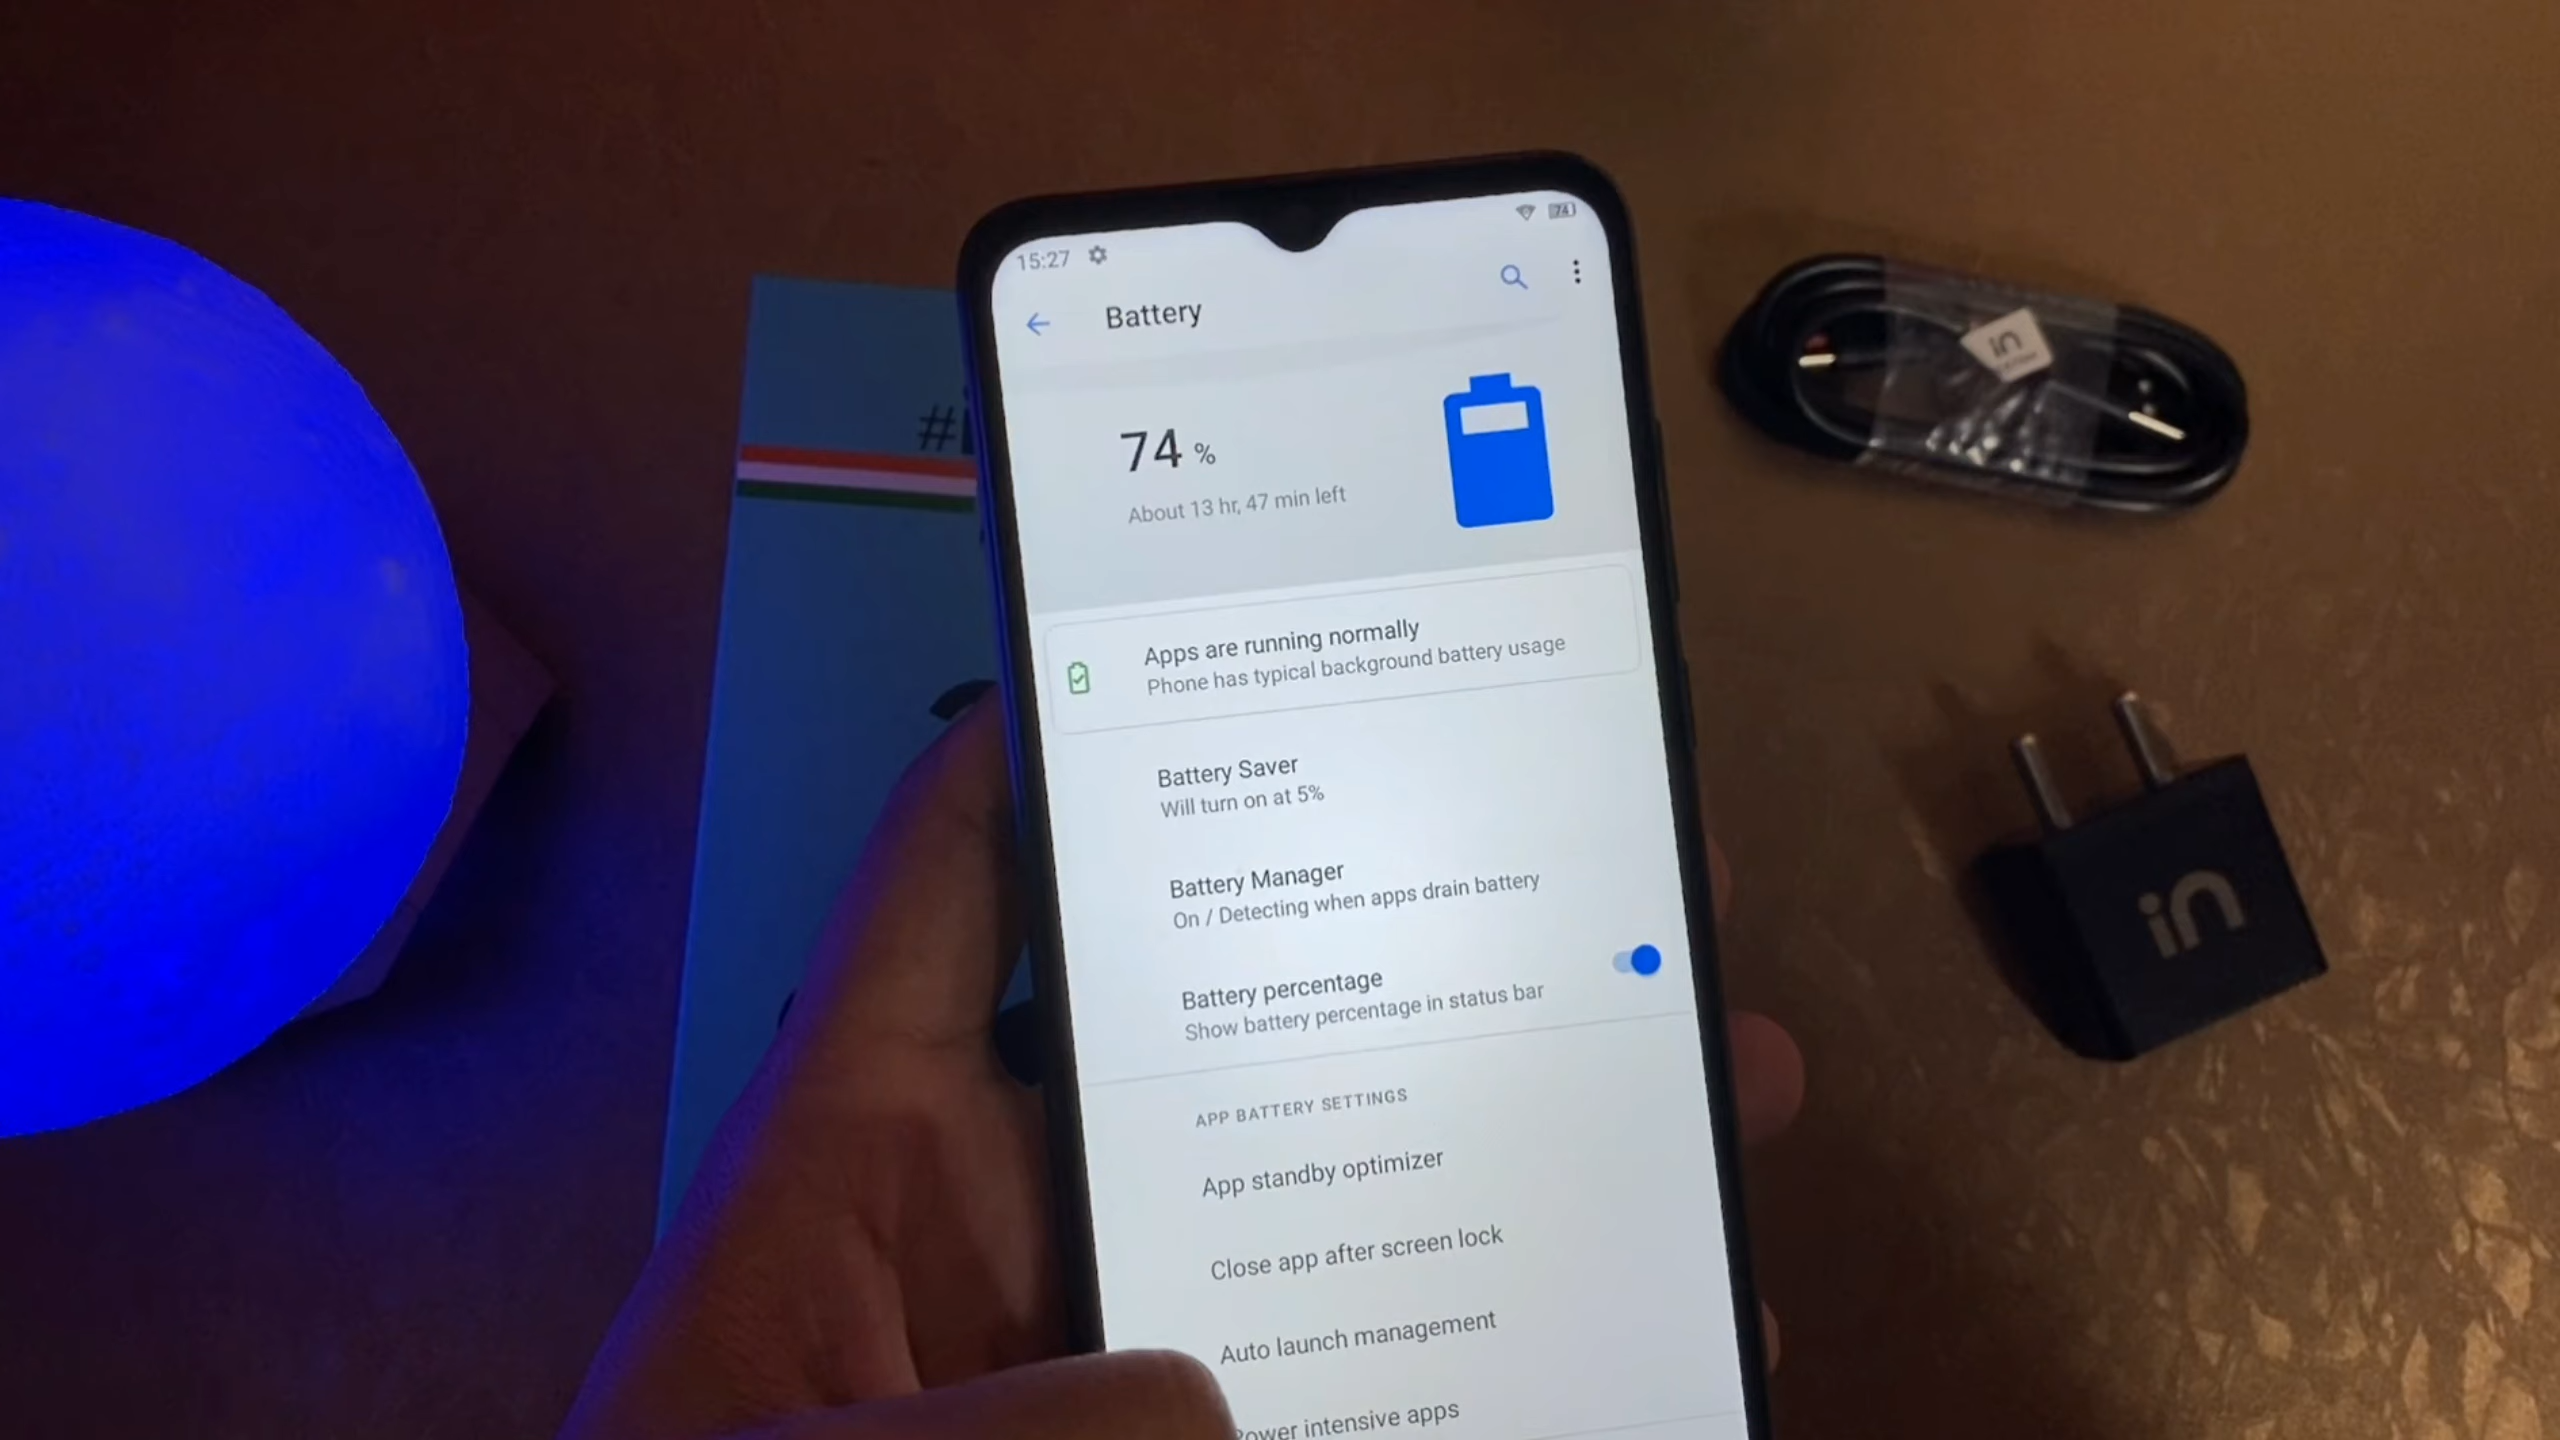 15:27
74
Battery
74 %
About 13 hr, 47 min left
Apps are running normally
Phone has typical background battery usage
Battery Saver
Will turn on at 5%
Battery Manager
On / Detecting when apps drain battery
Battery percentage
Show battery percentage in status bar
APP BATTERY SETTINGS
App standby optimizer
Close app after screen lock
Auto launch management
Power intensive apps
#
in
in